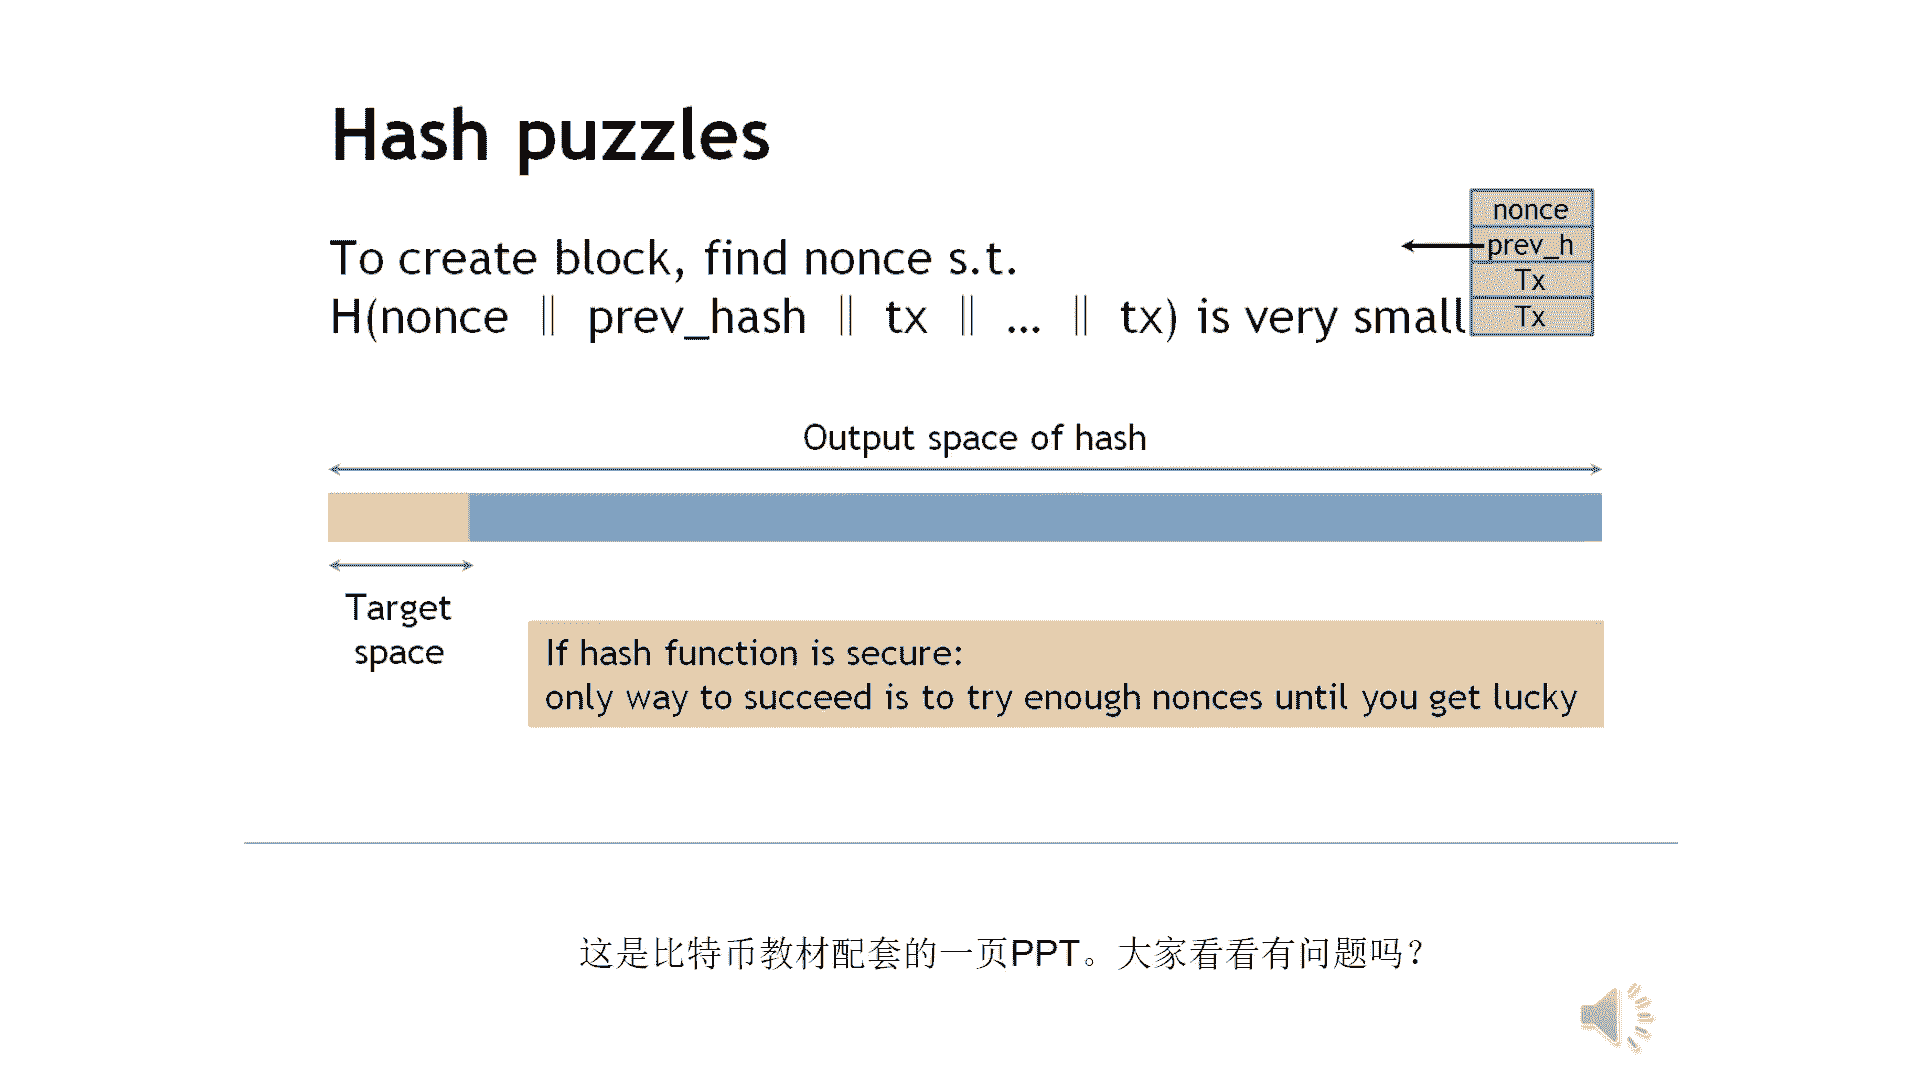 Hash puzzles
To create block, find nonce s.t.
H(nonce ‖ prev_hash ‖ tx ‖ … ‖ tx) is very small
nonce
prev_h
Tx
Tx
Output space of hash
Target
space
If hash function is secure:
only way to succeed is to try enough nonces until you get lucky
这是比特币教材配套的一页PPT。大家看看有问题吗？